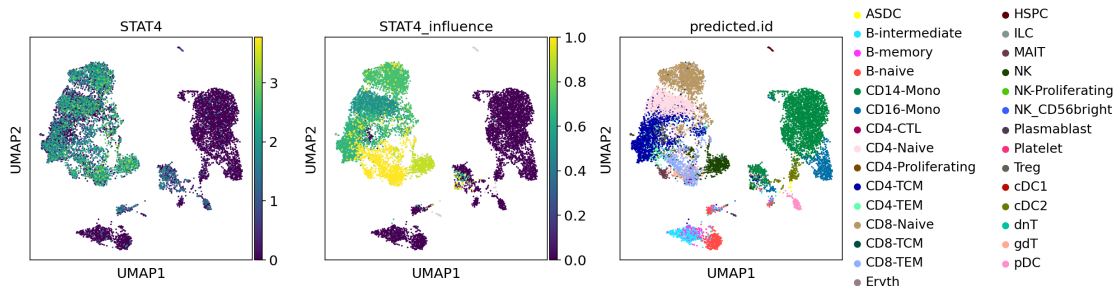 STAT4
UMAP2
UMAP1
3
2
1
0
STAT4_influence
UMAP2
UMAP1
1.0
0.8
0.6
0.4
0.2
0.0
predicted.id
UMAP2
UMAP1
ASDC
B-intermediate
B-memory
B-naive
CD14-Mono
CD16-Mono
CD4-CTL
CD4-Naive
CD4-Proliferating
CD4-TCM
CD4-TEM
CD8-Naive
CD8-TCM
CD8-TEM
Eryth
HSPC
ILC
MAIT
NK
NK-Proliferating
NK_CD56bright
Plasmablast
Platelet
Treg
cDC1
cDC2
dnT
gdT
pDC